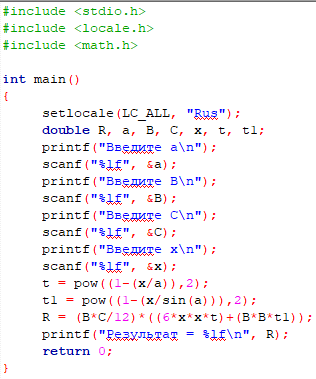 #include <stdio.h>
#include <locale.h>
#include <math.h>
int main()
{
setlocale(LC_ALL, "Rus");
double R, a, B, C, x, t, t1;
printf("Введите a\n");
scanf("%lf", &a);
printf("Введите B\n");
scanf("%lf", &B);
printf("Введите C\n");
scanf("%lf", &C);
printf("Введите x\n");
scanf("%lf", &x);
t = pow((1-(x/a)),2);
t1 = pow((1-(x/sin(a))),2);
R = (B*C/12)*((6*x*x*t)+(B*B*t1));
printf("Результат = %lf\n", R);
return 0;
}